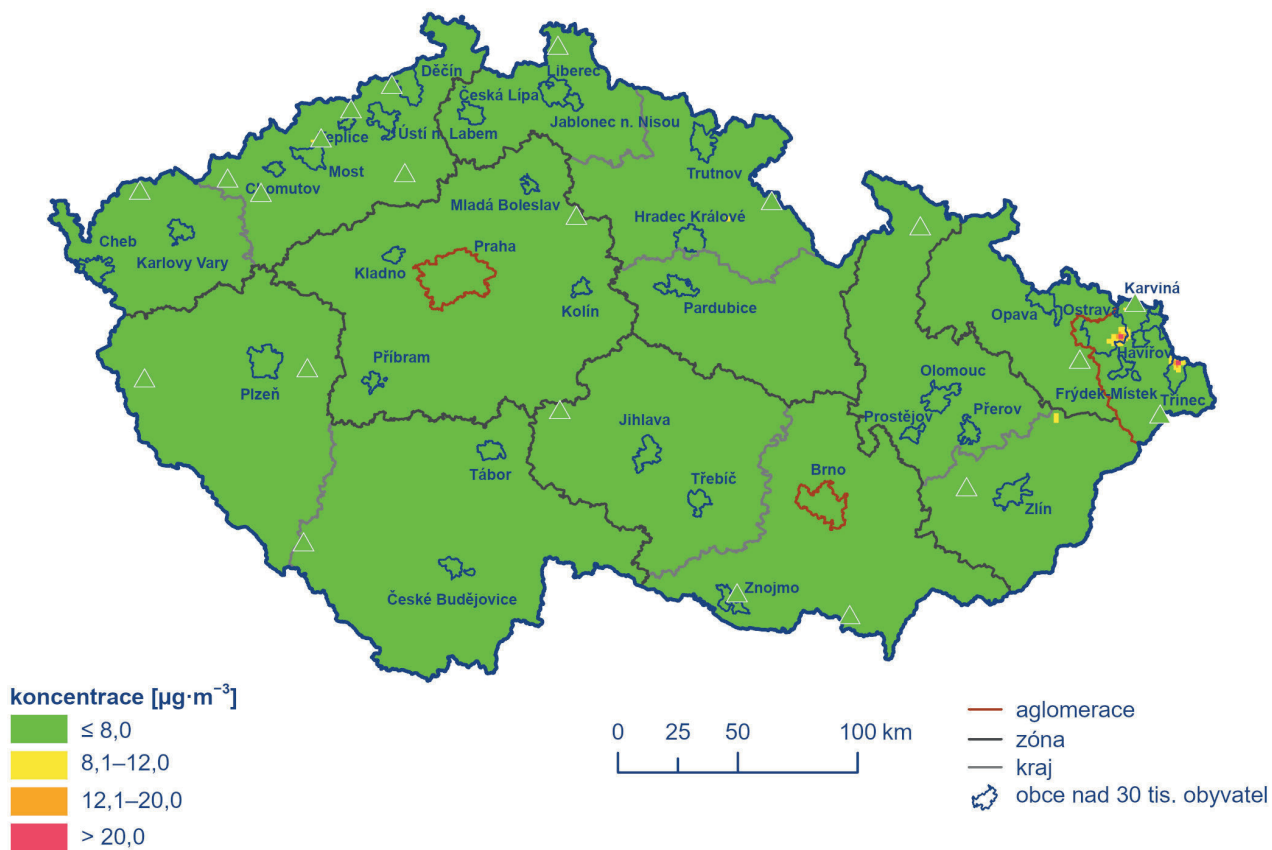 Děčín
Liberec
Česká Lípa
Jablonec n. Nisou
Teplice
Ústí n. Labem
Most
Chomutov
Trutnov
Mladá Boleslav
Hradec Králové
Cheb
Karlovy Vary
Kladno
Praha
Kolín
Pardubice
Karviná
Opava
Ostrava
Havířov
Příbram
Plzeň
Olomouc
Frýdek-Místek
Třinec
Prostějov
Přerov
Jihlava
Tábor
Třebíč
Brno
Zlín
České Budějovice
Znojmo
koncentrace [µg·m⁻³]
≤ 8,0
8,1–12,0
12,1–20,0
> 20,0
0 25 50 100 km
aglomerace
zóna
kraj
obce nad 30 tis. obyvatel